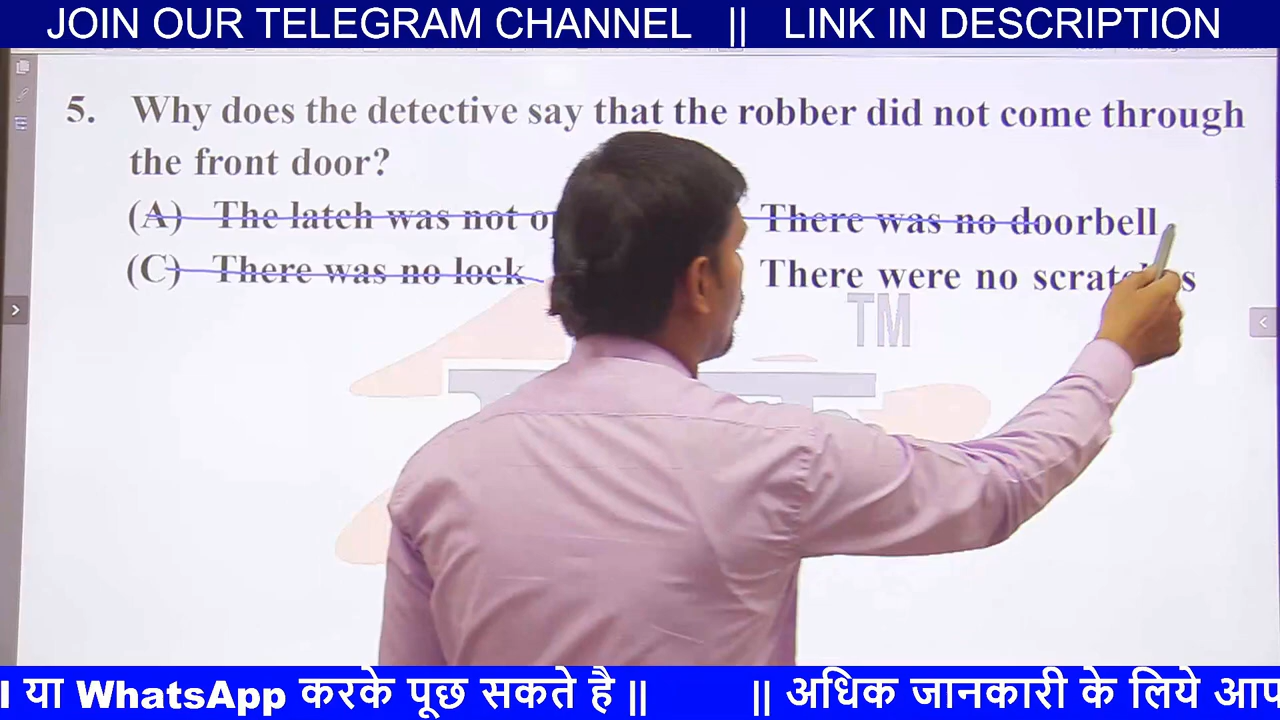 JOIN OUR TELEGRAM CHANNEL || LINK IN DESCRIPTION
5. Why does the detective say that the robber did not come through
the front door?
(A) The latch was not There was no doorbell
(C) There was no lock There were no
TM
या WhatsApp करके पूछ सकते है || || अधिक जानकारी के लिये आप